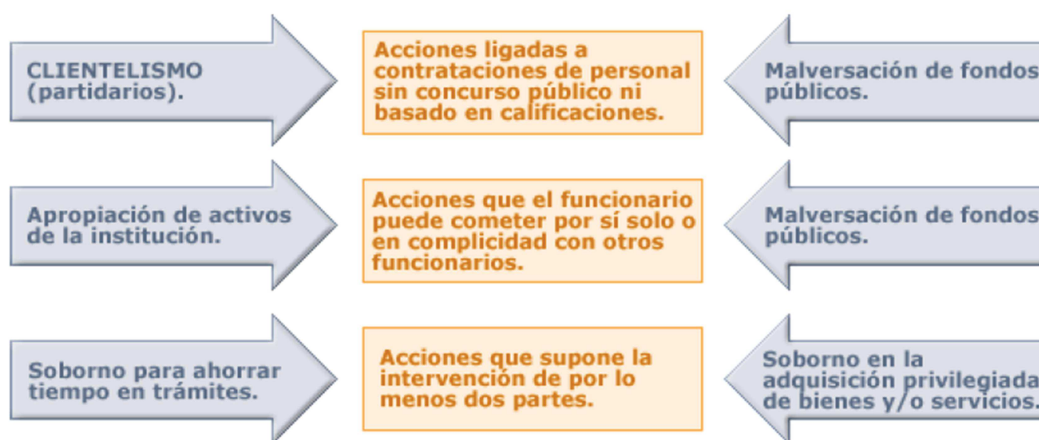 CLIENTELISMO
(partidarios).
Acciones ligadas a
contrataciones de personal
sin concurso público ni
basado en calificaciones.
Malversación de fondos
públicos.
Apropiación de activos
de la institución.
Acciones que el funcionario
puede cometer por sí solo o
en complicidad con otros
funcionarios.
Malversación de fondos
públicos.
Soborno para ahorrar
tiempo en trámites.
Acciones que supone la
intervención de por lo
menos dos partes.
Soborno en la
adquisición privilegiada
de bienes y/o servicios.